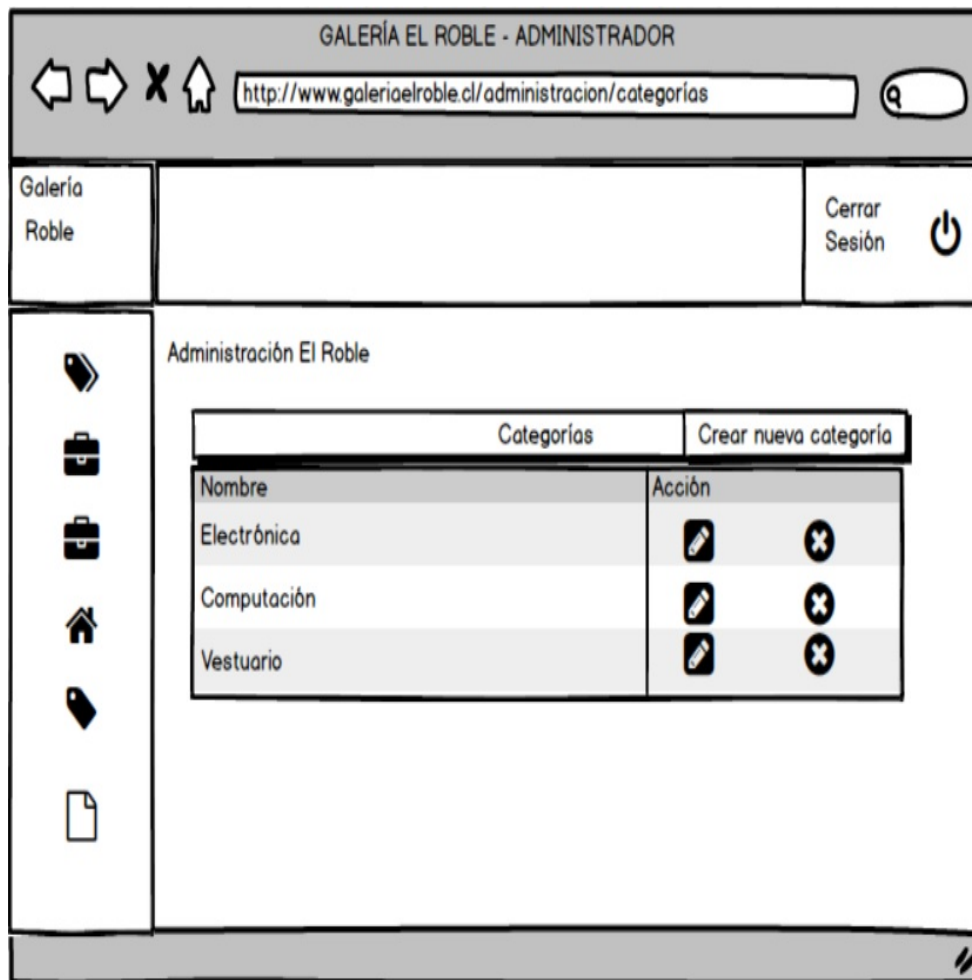 GALERÍA EL ROBLE - ADMINISTRADOR
http://www.galeriaelroble.cl/administracion/categorías
Galería
Roble
Cerrar
Sesión
Administración El Roble
Categorías
Crear nueva categoría
Nombre
Acción
Electrónica
Computación
Vestuario